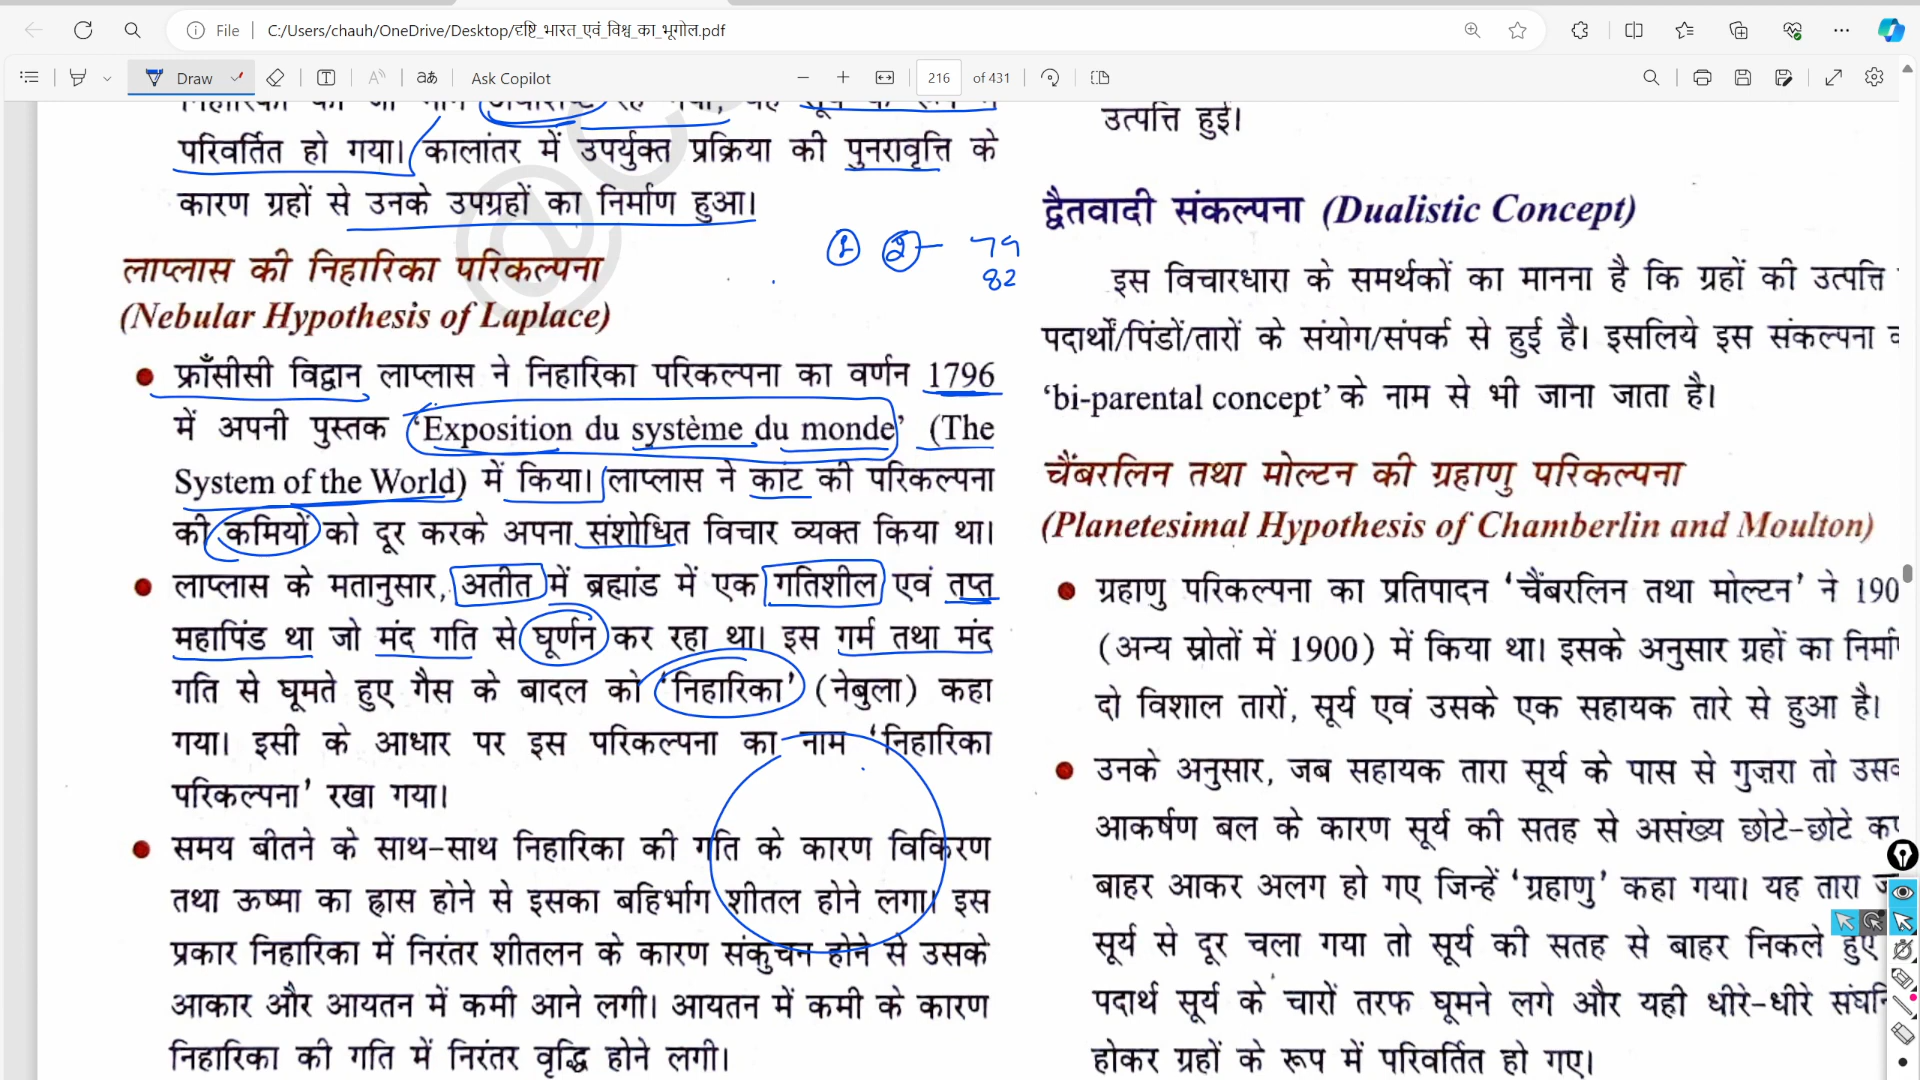 File
C:/Users/chauh/OneDrive/Desktop/दृष्टि_भारत_एवं_विश्व_का_भूगोल.pdf
Draw
aあ
Ask Copilot
216 of 431
परिवर्तित हो गया। कालांतर में उपर्युक्त प्रक्रिया की पुनरावृत्ति के
कारण ग्रहों से उनके उपग्रहों का निर्माण हुआ।
1 2 - 79
82
लाप्लास की निहारिका परिकल्पना
(Nebular Hypothesis of Laplace)
फ्राँसीसी विद्वान लाप्लास ने निहारिका परिकल्पना का वर्णन 1796
में अपनी पुस्तक ‘Exposition du système du monde’ (The
System of the World) में किया। लाप्लास ने कांट की परिकल्पना
की कमियों को दूर करके अपना संशोधित विचार व्यक्त किया था।
लाप्लास के मतानुसार, अतीत में ब्रह्मांड में एक गतिशील एवं तप्त
महापिंड था जो मंद गति से घूर्णन कर रहा था। इस गर्म तथा मंद
गति से घूमते हुए गैस के बादल को ‘निहारिका’ (नेबुला) कहा
गया। इसी के आधार पर इस परिकल्पना का नाम ‘निहारिका
परिकल्पना’ रखा गया।
समय बीतने के साथ-साथ निहारिका की गति के कारण विकिरण
तथा ऊष्मा का ह्रास होने से इसका बहिर्भाग शीतल होने लगा। इस
प्रकार निहारिका में निरंतर शीतलन के कारण संकुचन होने से उसके
आकार और आयतन में कमी आने लगी। आयतन में कमी के कारण
निहारिका की गति में निरंतर वृद्धि होने लगी।
उत्पत्ति हुई।
द्वैतवादी संकल्पना (Dualistic Concept)
इस विचारधारा के समर्थकों का मानना है कि ग्रहों की उत्पत्ति
पदार्थों/पिंडों/तारों के संयोग/संपर्क से हुई है। इसलिये इस संकल्पना
‘bi-parental concept’ के नाम से भी जाना जाता है।
चैंबरलिन तथा मोल्टन की ग्रहाणु परिकल्पना
(Planetesimal Hypothesis of Chamberlin and Moulton)
ग्रहाणु परिकल्पना का प्रतिपादन ‘चैंबरलिन तथा मोल्टन’ ने 190
(अन्य स्रोतों में 1900) में किया था। इसके अनुसार ग्रहों का
दो विशाल तारों, सूर्य एवं उसके एक सहायक तारे से हुआ है।
उनके अनुसार, जब सहायक तारा सूर्य के पास से गुज़रा तो
आकर्षण बल के कारण सूर्य की सतह से असंख्य छोटे-छोटे
बाहर आकर अलग हो गए जिन्हें ‘ग्रहाणु’ कहा गया। यह तारा
सूर्य से दूर चला गया तो सूर्य की सतह से बाहर निकले हुए
पदार्थ सूर्य के चारों तरफ घूमने लगे और यही धीरे-धीरे
होकर ग्रहों के रूप में परिवर्तित हो गए।